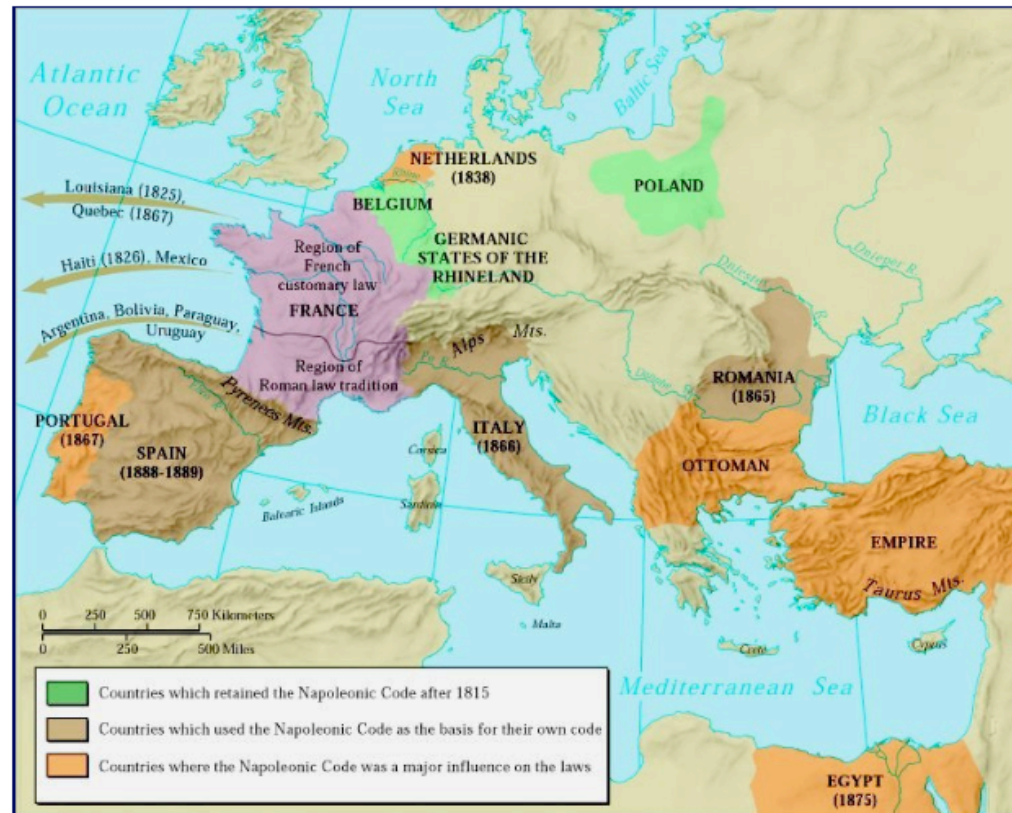 Atlantic
Ocean
North
Sea
Baltic Sea
NETHERLANDS
(1838)
Rhine
BELGIUM
POLAND
Louisiana (1825),
Quebec (1867)
GERMANIC
STATES OF THE
RHINELAND
Region of
French
customary law
Dniester
Dnieper R.
Haiti (1826), Mexico
FRANCE
Argentina, Bolivia, Paraguay,
Uruguay
Alps Mts.
Region of
Roman law tradition
Po R.
ROMANIA
(1865)
Black Sea
Pyrenees Mts.
PORTUGAL
(1867)
ITALY
(1866)
SPAIN
(1888-1889)
Corsica
OTTOMAN
Balearic Islands
Sardinia
EMPIRE
Taurus Mts.
Sicily
0 250 500 750 Kilometers
0 250 500 Miles
Malta
Crete
Cyprus
Mediterranean Sea
Countries which retained the Napoleonic Code after 1815
Countries which used the Napoleonic Code as the basis for their own code
Countries where the Napoleonic Code was a major influence on the laws
EGYPT
(1875)